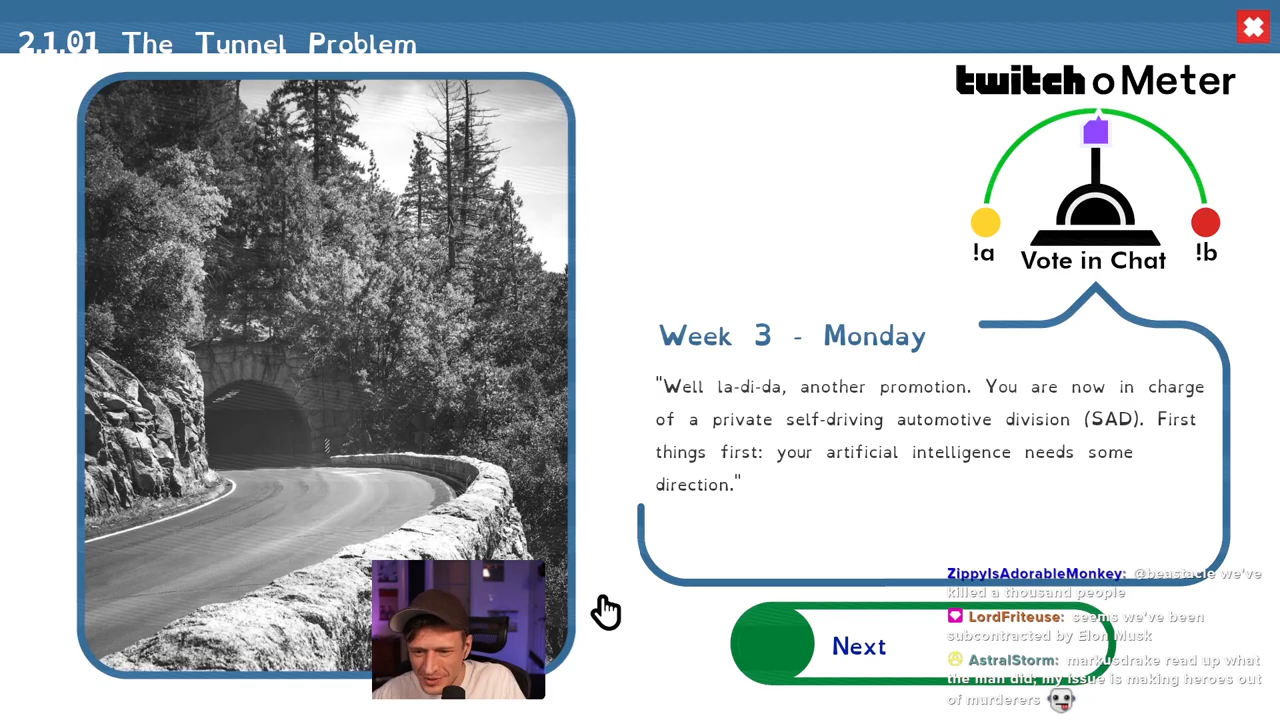 2.1.01 The Tunnel Problem
twitch o Meter
!a
Vote in Chat
!b
Week 3 - Monday
"Well la-di-da, another promotion. You are now in charge
of a private self-driving automotive division (SAD). First
things first: your artificial intelligence needs some
direction."
Next
ZippyIsAdorableMonkey: @beastacle we've
killed a thousand people
LordFriteuse: seems we've been
subcontracted by Elon Musk
AstralStorm: markusdrake read up what
the man did; my issue is making heroes out
of murderers